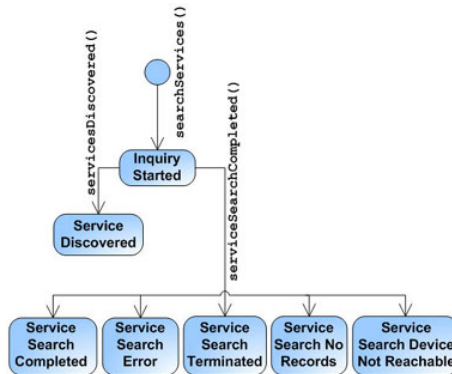 servicesDiscovered()
searchServices()
serviceSearchCompleted()
Inquiry
Started
Service
Discovered
Service
Search
Completed
Service
Search
Error
Service
Search
Terminated
Service
Search No
Records
Service
Search Device
Not Reachable